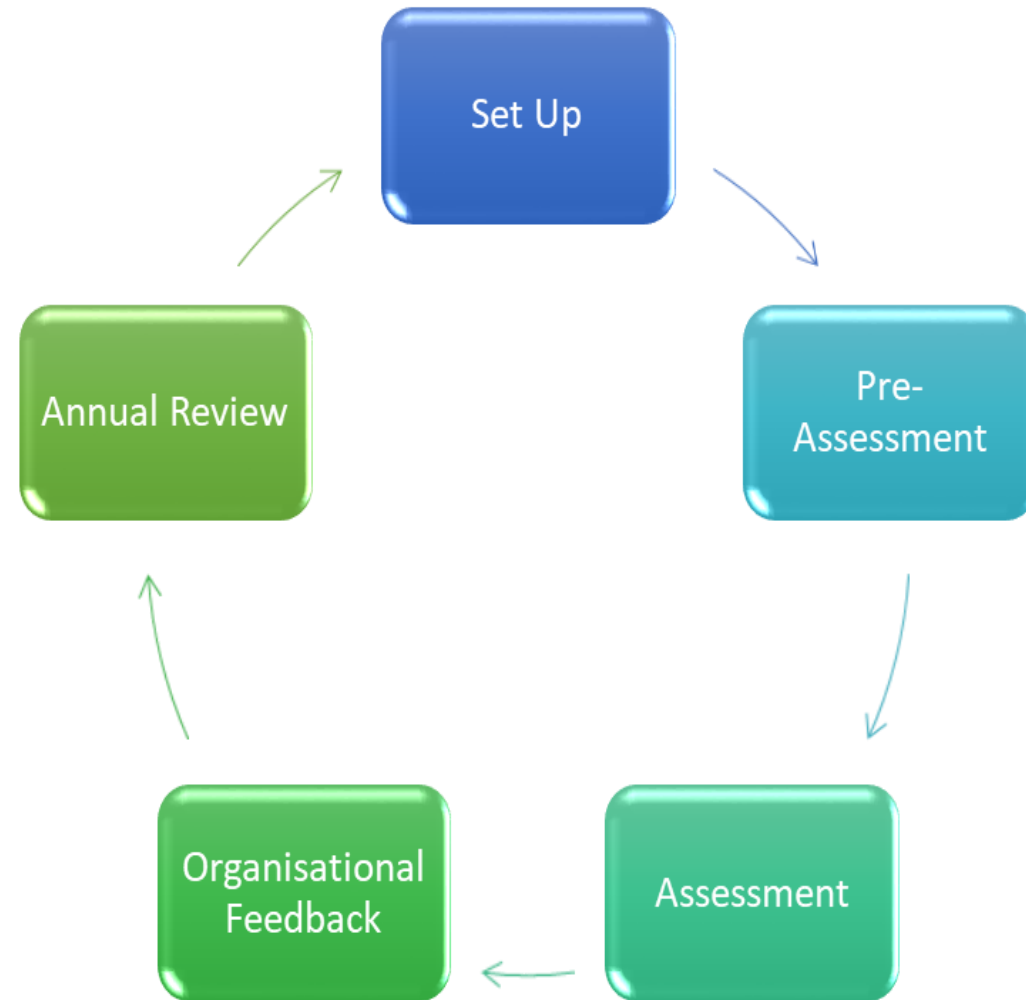 Set Up
Pre-
Assessment
Assessment
Organisational
Feedback
Annual Review